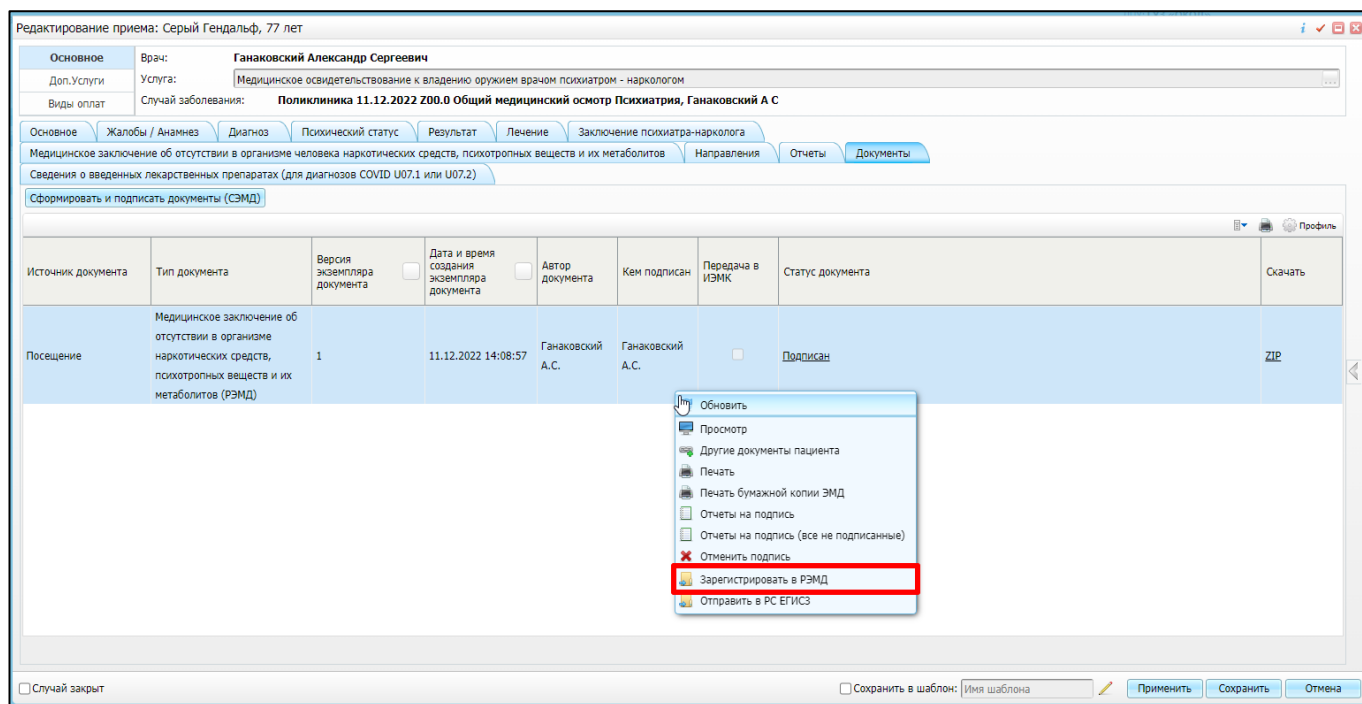 Редактирование приема: Серый Гендальф, 77 лет
Основное
Врач: Ганаковский Александр Сергеевич
Доп.Услуги
Услуга: Медицинское освидетельствование к владению оружием врачом психиатром - наркологом
...
Виды оплат
Случай заболевания: Поликлиника 11.12.2022 Z00.0 Общий медицинский осмотр Психиатрия, Ганаковский А С
Основное Жалобы / Анамнез Диагноз Психический статус Результат Лечение Заключение психиатра-нарколога
Медицинское заключение об отсутствии в организме человека наркотических средств, психотропных веществ и их метаболитов Направления Отчеты Документы
Сведения о введенных лекарственных препаратах (для диагнозов COVID U07.1 или U07.2)
Сформировать и подписать документы (СЭМД)
Профиль
Источник документа
Тип документа
Версия
экземпляра
документа
Дата и время
создания
экземпляра
документа
Автор
документа
Кем подписан
Передача в
ИЭМК
Статус документа
Скачать
Посещение
Медицинское заключение об
отсутствии в организме
наркотических средств,
психотропных веществ и их
метаболитов (РЭМД)
1
11.12.2022 14:08:57
Ганаковский
А.С.
Ганаковский
А.С.
Подписан
ZIP
Обновить
Просмотр
Другие документы пациента
Печать
Печать бумажной копии ЭМД
Отчеты на подпись
Отчеты на подпись (все не подписанные)
Отменить подпись
Зарегистрировать в РЭМД
Отправить в РС ЕГИСЗ
Случай закрыт
Сохранить в шаблон: Имя шаблона
Применить Сохранить Отмена